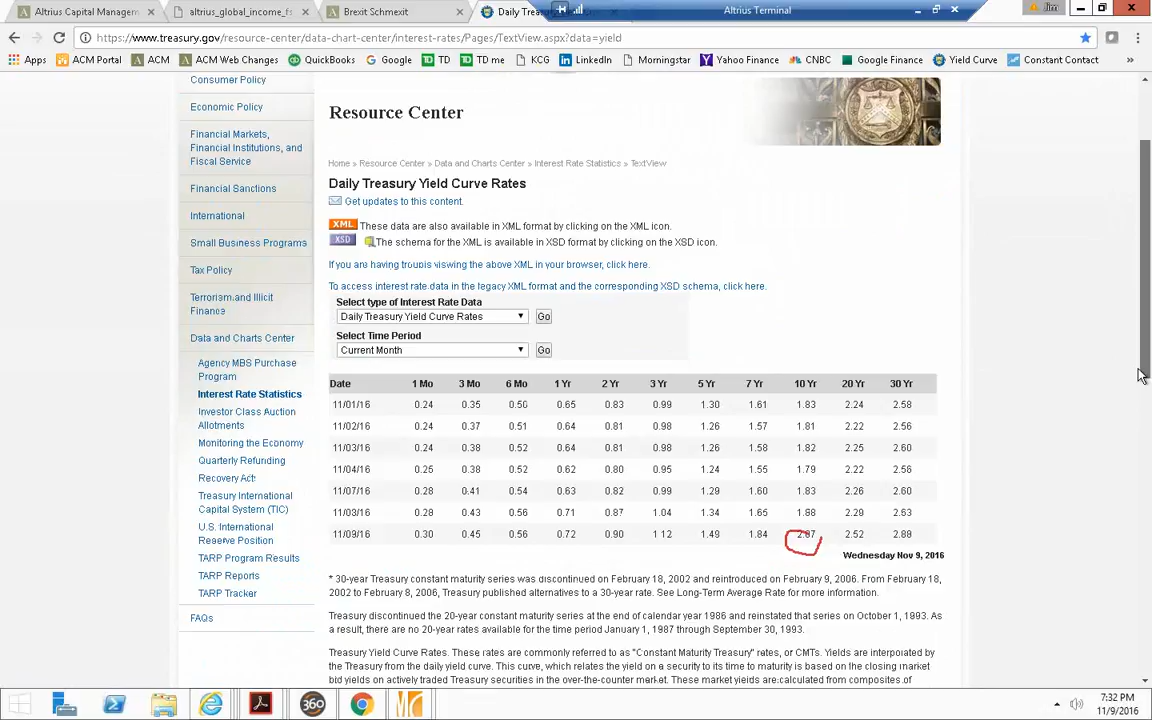 Altrius Capital Managem
altrius_global_income_fs
Brexit Schmexit
Daily Treas
Altrius Terminal
Jim
https://www.treasury.gov/resource-center/data-chart-center/interest-rates/Pages/TextView.aspx?data=yield
Apps ACM Portal ACM ACM Web Changes QuickBooks Google TD TD me KCG LinkedIn Morningstar Yahoo Finance CNBC Google Finance Yield Curve Constant Contact »
Consumer Policy
Economic Policy
Financial Markets,
Financial Institutions, and
Fiscal Service
Financial Sanctions
International
Small Business Programs
Tax Policy
Terrorism and Illicit
Finance
Data and Charts Center
Agency MBS Purchase
Program
Interest Rate Statistics
Investor Class Auction
Allotments
Monitoring the Economy
Quarterly Refunding
Recovery Act
Treasury International
Capital System (TIC)
U.S. International
Reserve Position
TARP Program Results
TARP Reports
TARP Tracker
FAQs
Resource Center
Home » Resource Center » Data and Charts Center » Interest Rate Statistics » TextView
Daily Treasury Yield Curve Rates
Get updates to this content.
XML These data are also available in XML format by clicking on the XML icon.
XSD The schema for the XML is available in XSD format by clicking on the XSD icon.
If you are having trouble viewing the above XML in your browser, click here.
To access interest rate data in the legacy XML format and the corresponding XSD schema, click here.
Select type of Interest Rate Data
Daily Treasury Yield Curve Rates Go
Select Time Period
Current Month Go
Date 1 Mo 3 Mo 6 Mo 1 Yr 2 Yr 3 Yr 5 Yr 7 Yr 10 Yr 20 Yr 30 Yr
11/01/16 0.24 0.35 0.50 0.65 0.83 0.99 1.30 1.61 1.83 2.24 2.58
11/02/16 0.24 0.37 0.51 0.64 0.81 0.98 1.26 1.57 1.81 2.22 2.56
11/03/16 0.24 0.38 0.52 0.64 0.81 0.98 1.26 1.58 1.82 2.25 2.60
11/04/16 0.25 0.38 0.52 0.62 0.80 0.95 1.24 1.55 1.79 2.22 2.56
11/07/16 0.28 0.41 0.54 0.63 0.82 0.99 1.29 1.60 1.83 2.26 2.60
11/08/16 0.28 0.43 0.56 0.71 0.87 1.04 1.34 1.65 1.88 2.29 2.63
11/09/16 0.30 0.45 0.56 0.72 0.90 1.12 1.49 1.84 2.07 2.52 2.88
Wednesday Nov 9, 2016
* 30-year Treasury constant maturity series was discontinued on February 18, 2002 and reintroduced on February 9, 2006. From February 18,
2002 to February 8, 2006, Treasury published alternatives to a 30-year rate. See Long-Term Average Rate for more information.
Treasury discontinued the 20-year constant maturity series at the end of calendar year 1986 and reinstated that series on October 1, 1993. As
a result, there are no 20-year rates available for the time period January 1, 1987 through September 30, 1993.
Treasury Yield Curve Rates. These rates are commonly referred to as "Constant Maturity Treasury" rates, or CMTs. Yields are interpolated by
the Treasury from the daily yield curve. This curve, which relates the yield on a security to its time to maturity is based on the closing market
bid yields on actively traded Treasury securities in the over-the-counter market. These market yields are calculated from composites of
360
7:32 PM
11/9/2016